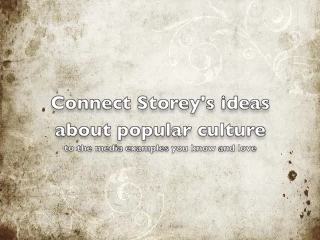 Connect Storey's ideas
about popular culture
to the media examples you know and love